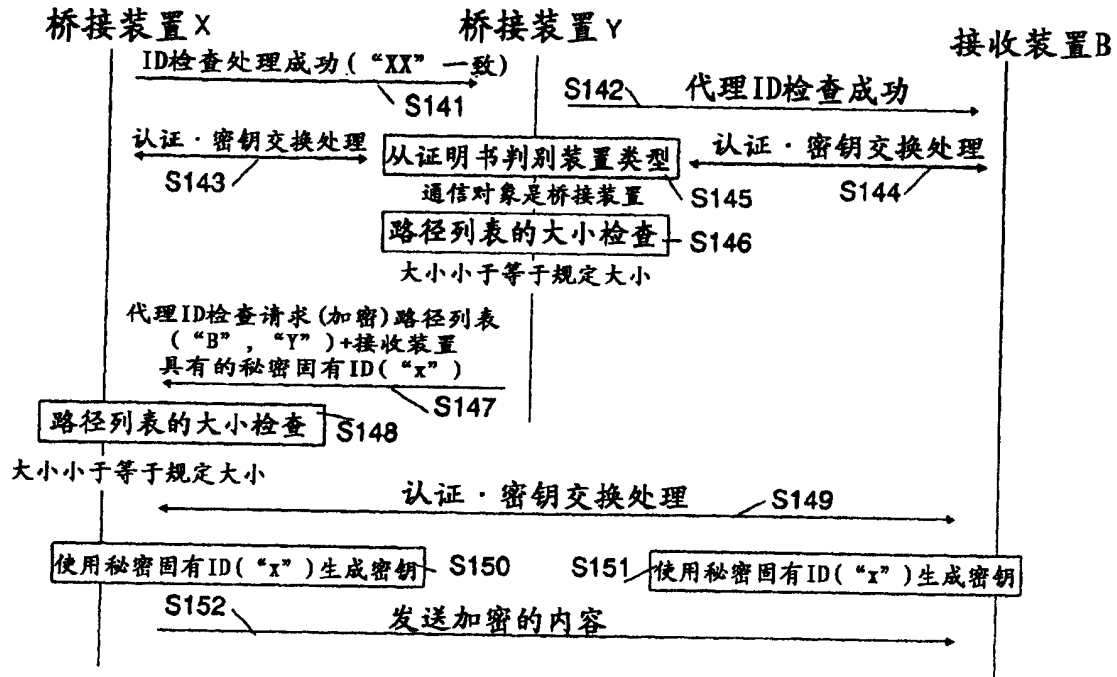 桥接装置X
桥接装置Y
接收装置B
ID检查处理成功(“XX”一致)
S141
S142
代理ID检查成功
认证·密钥交换处理
S143
从证明书判别装置类型
S145
认证·密钥交换处理
S144
通信对象是桥接装置
路径列表的大小检查
S146
大小小于等于规定大小
代理ID检查请求(加密)路径列表
(“B”,“Y”)+接收装置
具有的秘密固有ID(“x”)
S147
路径列表的大小检查
S148
大小小于等于规定大小
认证·密钥交换处理
S149
使用秘密固有ID(“x”)生成密钥
S150
S151
使用秘密固有ID(“x”)生成密钥
S152
发送加密的内容